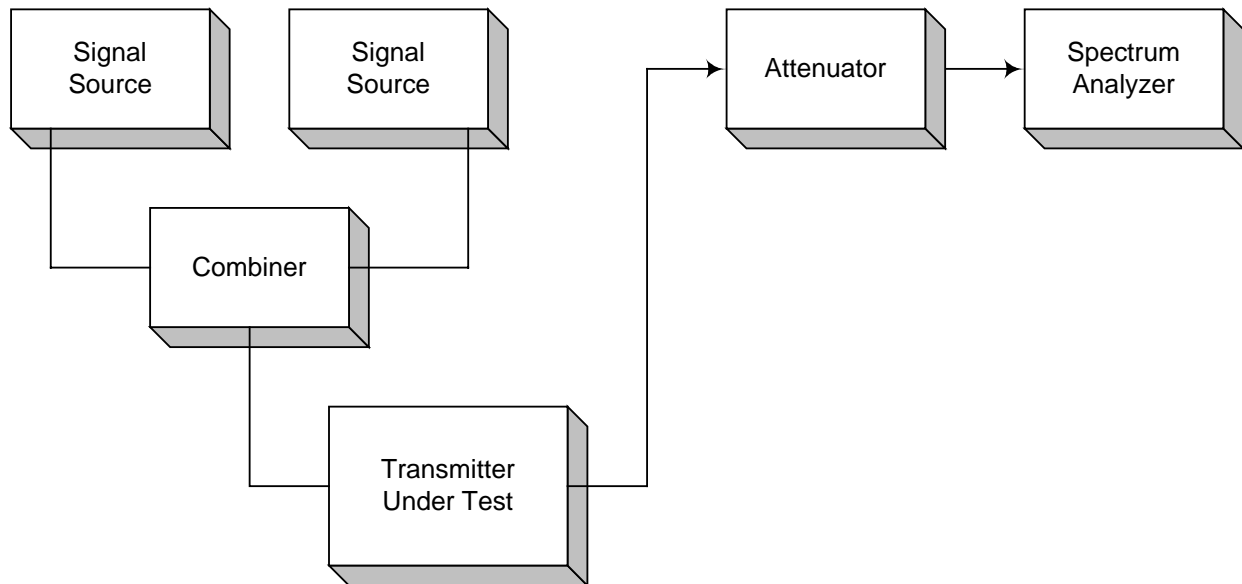 Signal
Source
Signal
Source
Attenuator
Spectrum
Analyzer
Combiner
Transmitter
Under Test